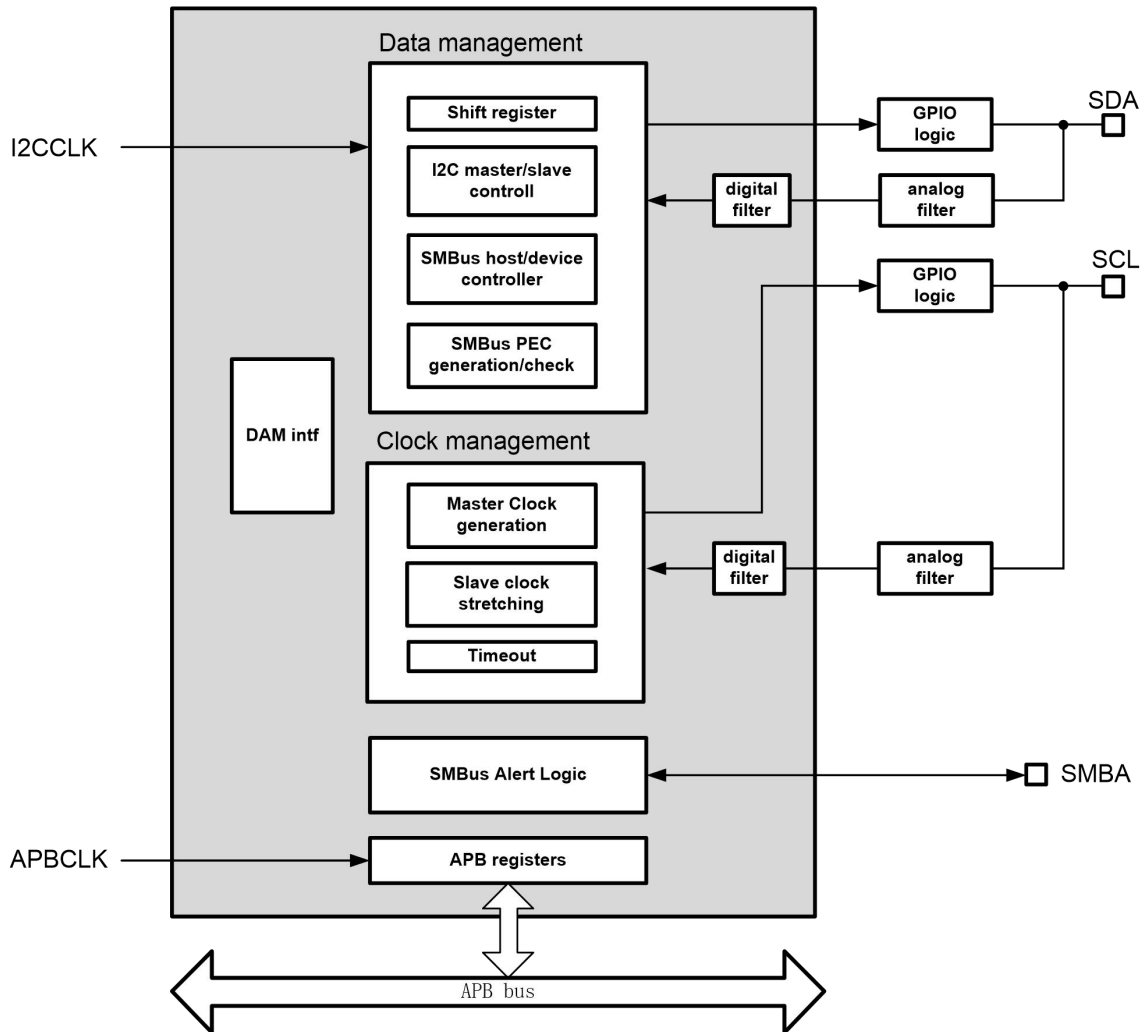 Data management
Shift register
I2C master/slave
controll
SMBus host/device
controller
SMBus PEC
generation/check
I2CCLK
GPIO
logic
SDA
digital
filter
analog
filter
GPIO
logic
SCL
DAM intf
Clock management
Master Clock
generation
Slave clock
stretching
Timeout
digital
filter
analog
filter
SMBus Alert Logic
SMBA
APBCLK
APB registers
APB bus